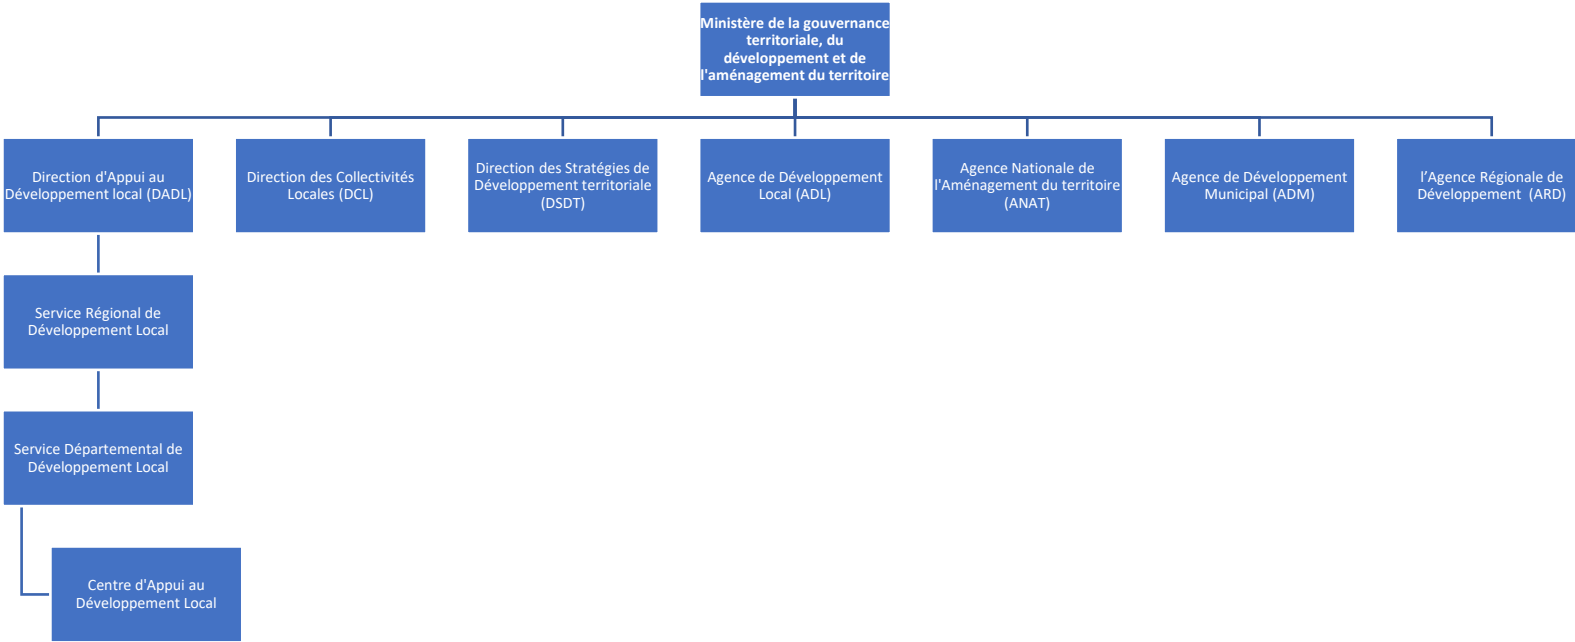 Ministère de la gouvernance
territoriale, du
développement et de
l'aménagement du territoire
Direction d'Appui au
Développement local (DADL)
Direction des Collectivités
Locales (DCL)
Direction des Stratégies de
Développement territoriale
(DSDT)
Agence de Développement
Local (ADL)
Agence Nationale de
l'Aménagement du territoire
(ANAT)
Agence de Développement
Municipal (ADM)
l’Agence Régionale de
Développement (ARD)
Service Régional de
Développement Local
Service Départemental de
Développement Local
Centre d'Appui au
Développement Local